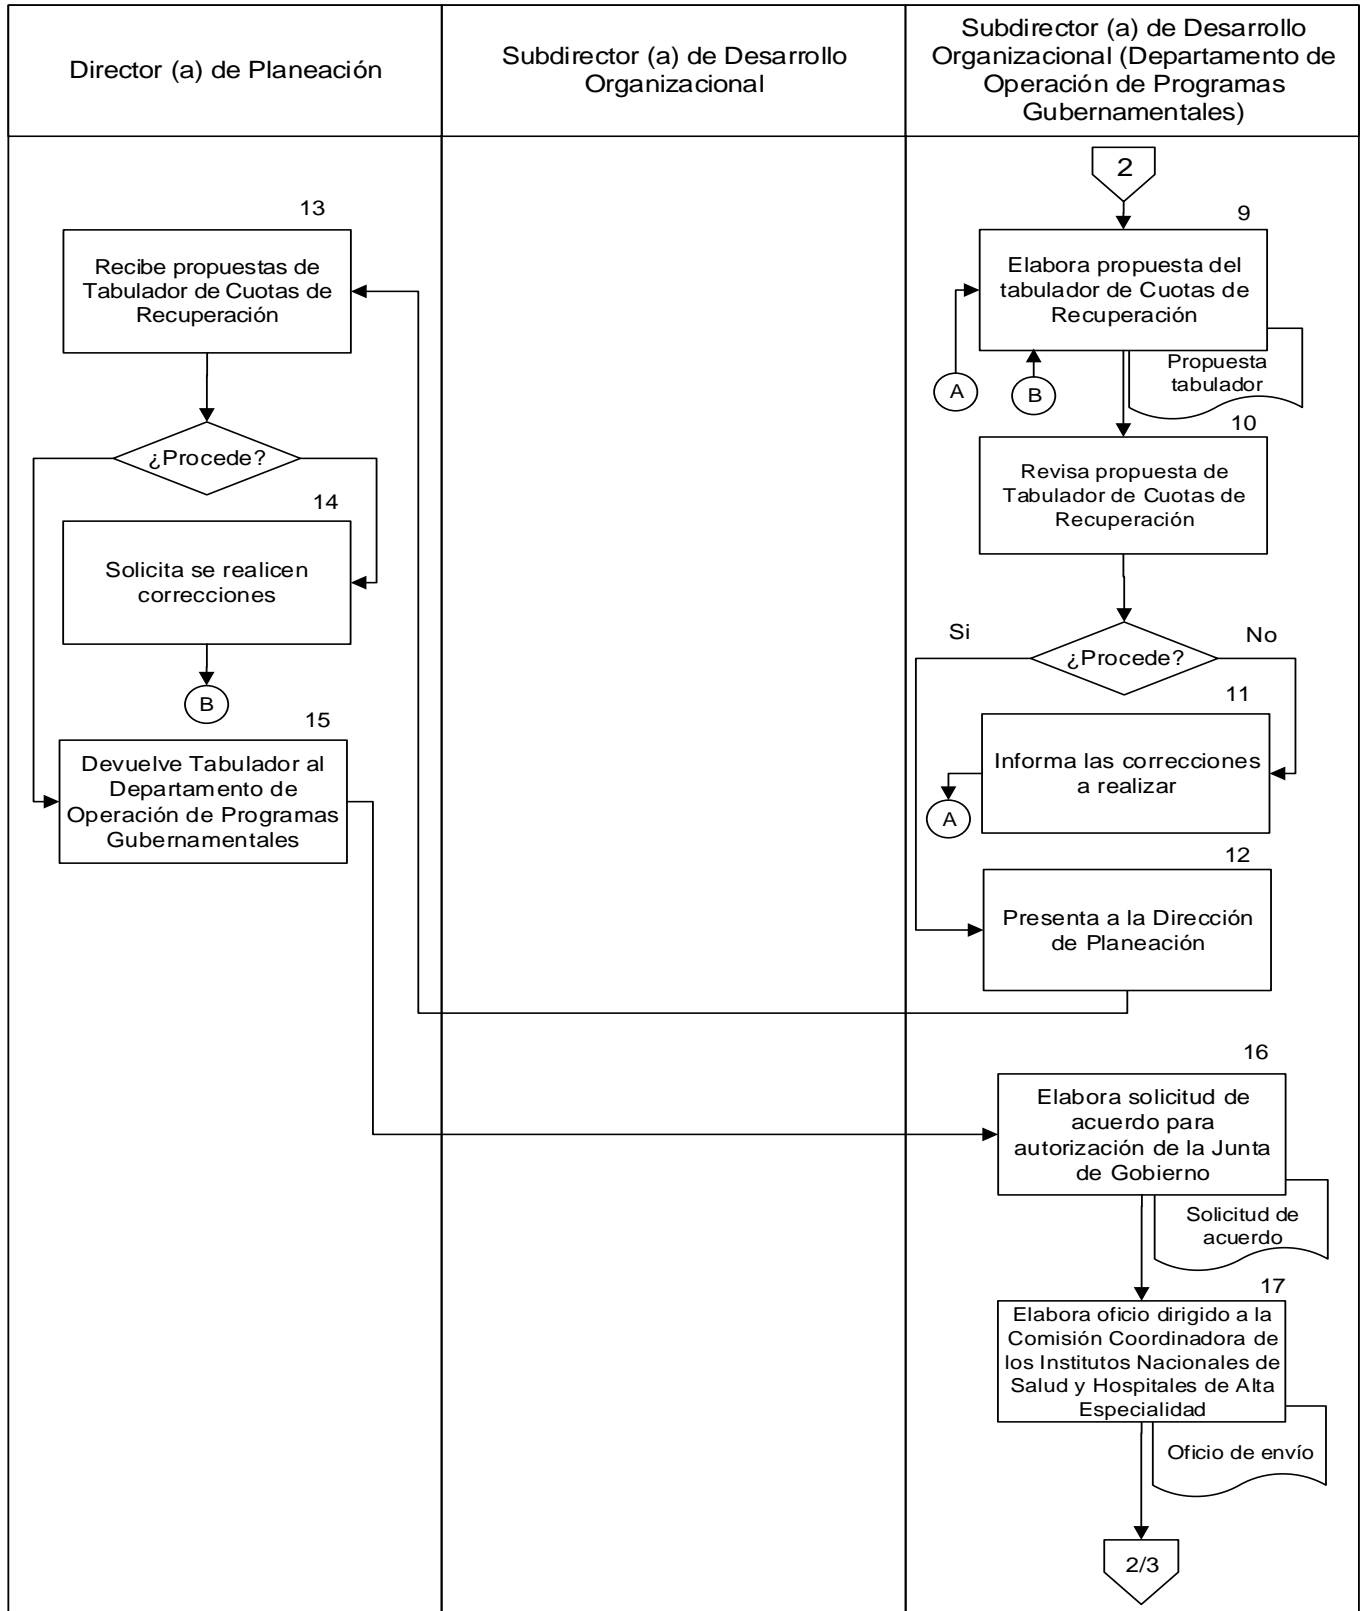 Director (a) de Planeación
Subdirector (a) de Desarrollo
Organizacional
Subdirector (a) de Desarrollo
Organizacional (Departamento de
Operación de Programas
Gubernamentales)
2
9
Elabora propuesta del
tabulador de Cuotas de
Recuperación
Propuesta
tabulador
A
B
10
Revisa propuesta de
Tabulador de Cuotas de
Recuperación
¿Procede?
Si
No
11
Informa las correcciones
a realizar
A
12
Presenta a la Dirección
de Planeación
13
Recibe propuestas de
Tabulador de Cuotas de
Recuperación
¿Procede?
14
Solicita se realicen
correcciones
B
15
Devuelve Tabulador al
Departamento de
Operación de Programas
Gubernamentales
16
Elabora solicitud de
acuerdo para
autorización de la Junta
de Gobierno
Solicitud de
acuerdo
17
Elabora oficio dirigido a la
Comisión Coordinadora de
los Institutos Nacionales de
Salud y Hospitales de Alta
Especialidad
Oficio de envío
2/3